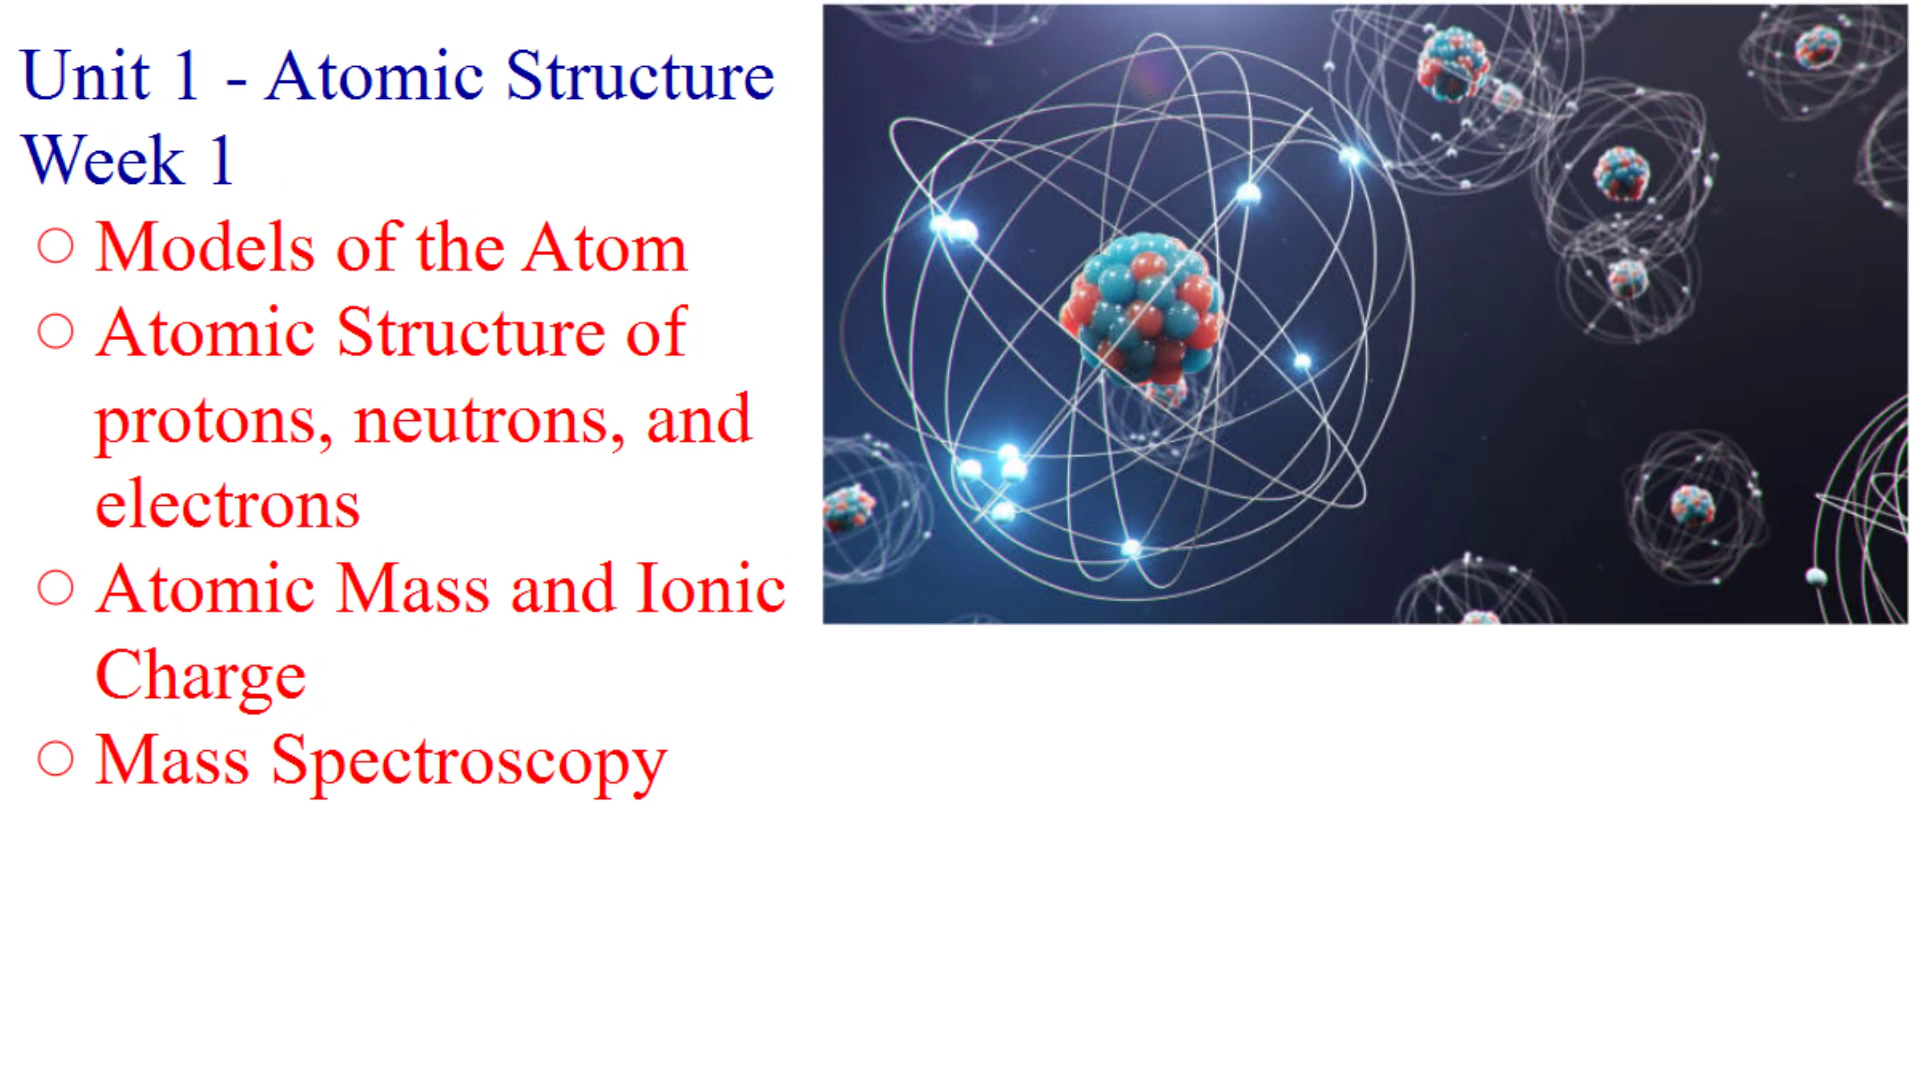 Unit 1 - Atomic Structure
Week 1
○ Models of the Atom
○ Atomic Structure of
protons, neutrons, and
electrons
○ Atomic Mass and Ionic
Charge
○ Mass Spectroscopy